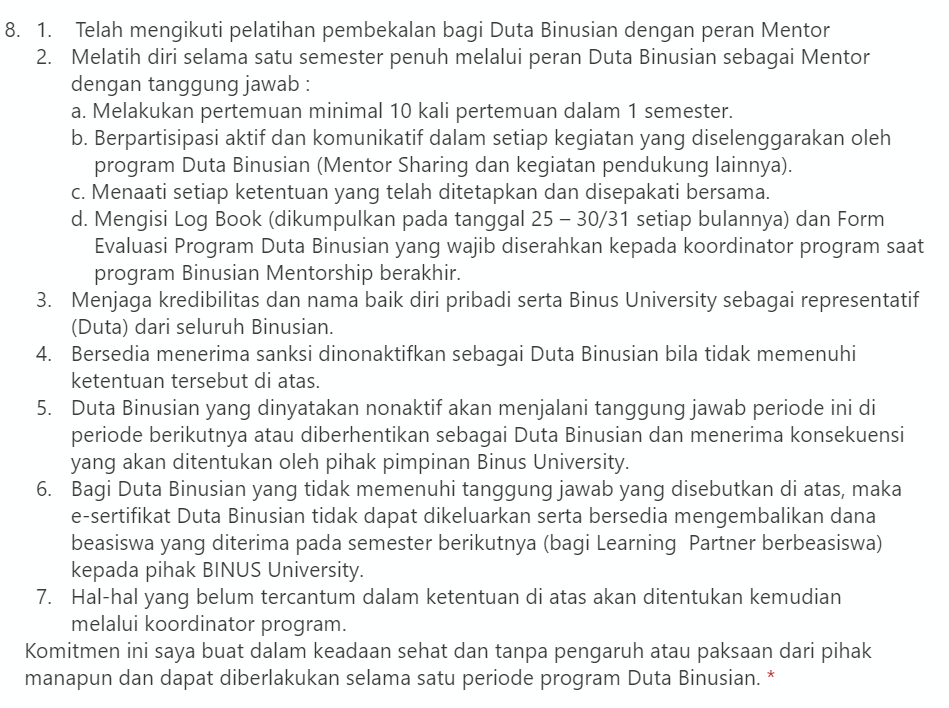 8. 1. Telah mengikuti pelatihan pembekalan bagi Duta Binusian dengan peran Mentor
2. Melatih diri selama satu semester penuh melalui peran Duta Binusian sebagai Mentor
dengan tanggung jawab :
a. Melakukan pertemuan minimal 10 kali pertemuan dalam 1 semester.
b. Berpartisipasi aktif dan komunikatif dalam setiap kegiatan yang diselenggarakan oleh
program Duta Binusian (Mentor Sharing dan kegiatan pendukung lainnya).
c. Menaati setiap ketentuan yang telah ditetapkan dan disepakati bersama.
d. Mengisi Log Book (dikumpulkan pada tanggal 25 – 30/31 setiap bulannya) dan Form
Evaluasi Program Duta Binusian yang wajib diserahkan kepada koordinator program saat
program Binusian Mentorship berakhir.
3. Menjaga kredibilitas dan nama baik diri pribadi serta Binus University sebagai representatif
(Duta) dari seluruh Binusian.
4. Bersedia menerima sanksi dinonaktifkan sebagai Duta Binusian bila tidak memenuhi
ketentuan tersebut di atas.
5. Duta Binusian yang dinyatakan nonaktif akan menjalani tanggung jawab periode ini di
periode berikutnya atau diberhentikan sebagai Duta Binusian dan menerima konsekuensi
yang akan ditentukan oleh pihak pimpinan Binus University.
6. Bagi Duta Binusian yang tidak memenuhi tanggung jawab yang disebutkan di atas, maka
e-sertifikat Duta Binusian tidak dapat dikeluarkan serta bersedia mengembalikan dana
beasiswa yang diterima pada semester berikutnya (bagi Learning Partner berbeasiswa)
kepada pihak BINUS University.
7. Hal-hal yang belum tercantum dalam ketentuan di atas akan ditentukan kemudian
melalui koordinator program.
Komitmen ini saya buat dalam keadaan sehat dan tanpa pengaruh atau paksaan dari pihak
manapun dan dapat diberlakukan selama satu periode program Duta Binusian. *